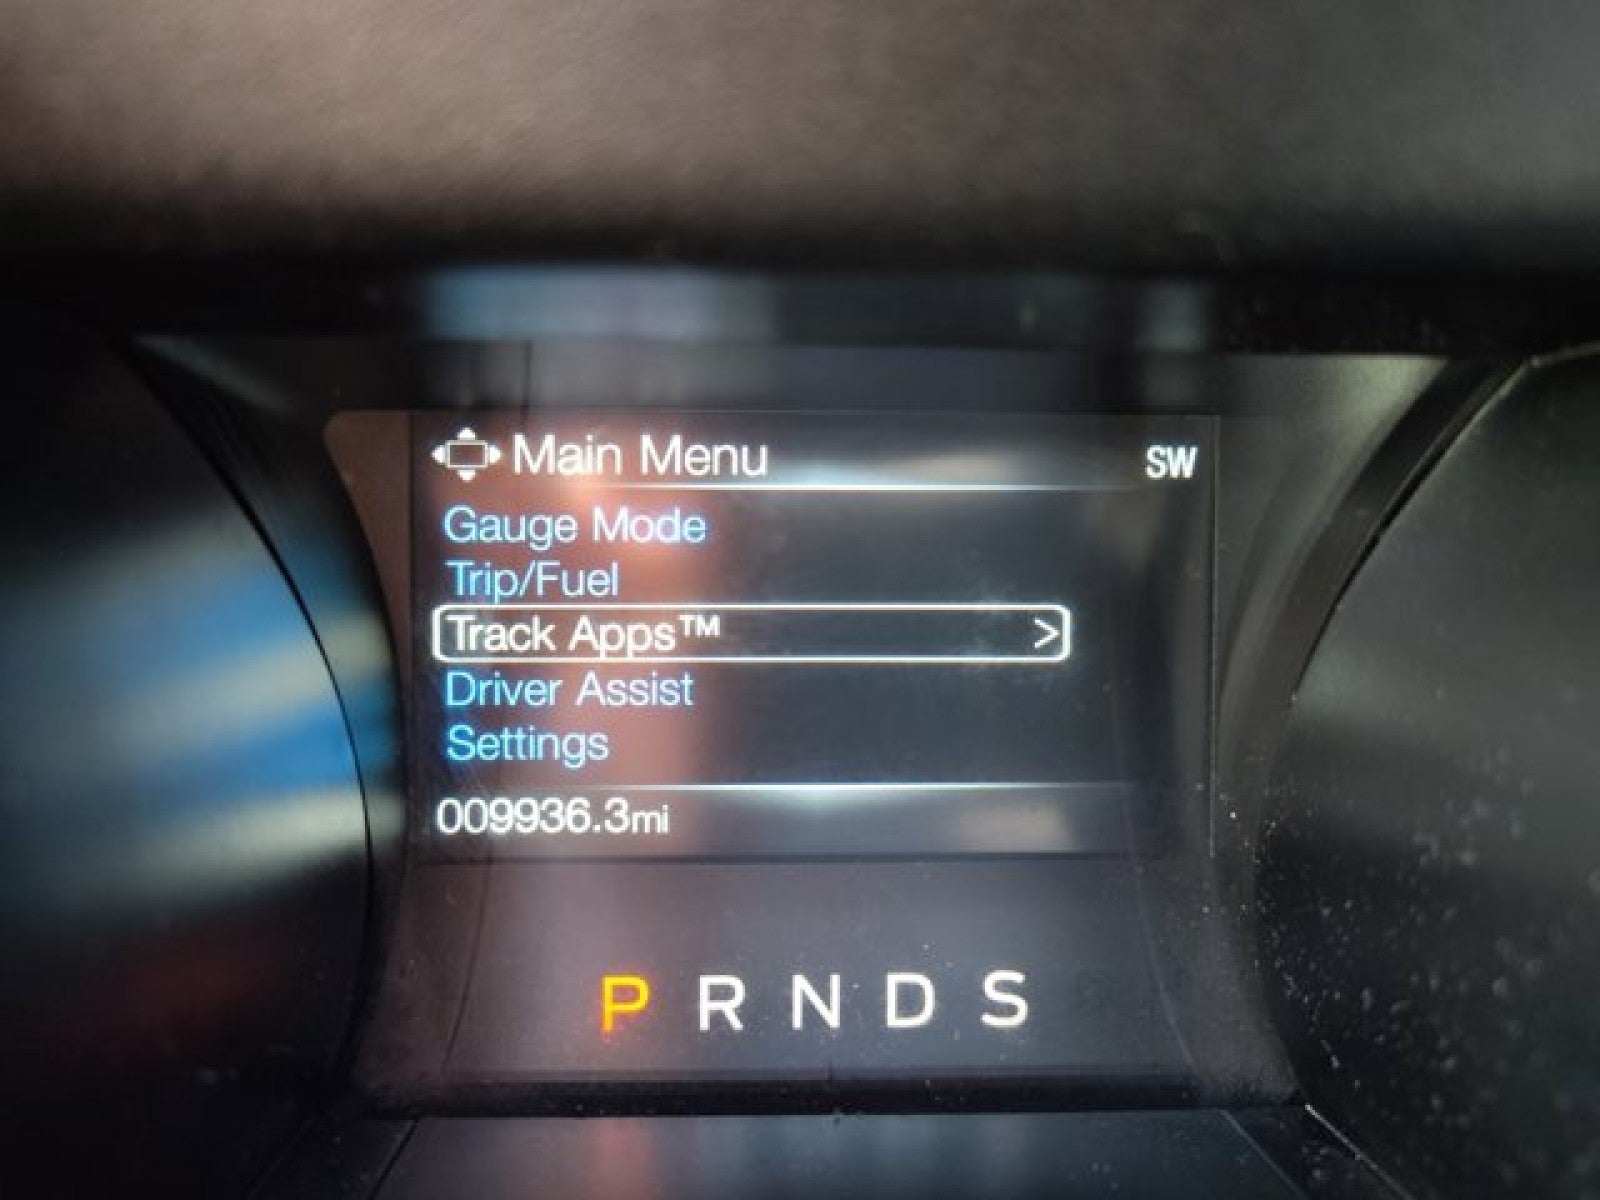 Main Menu SW
Gauge Mode
Trip/Fuel
Track Apps™ >
Driver Assist
Settings
009936.3mi
P R N D S